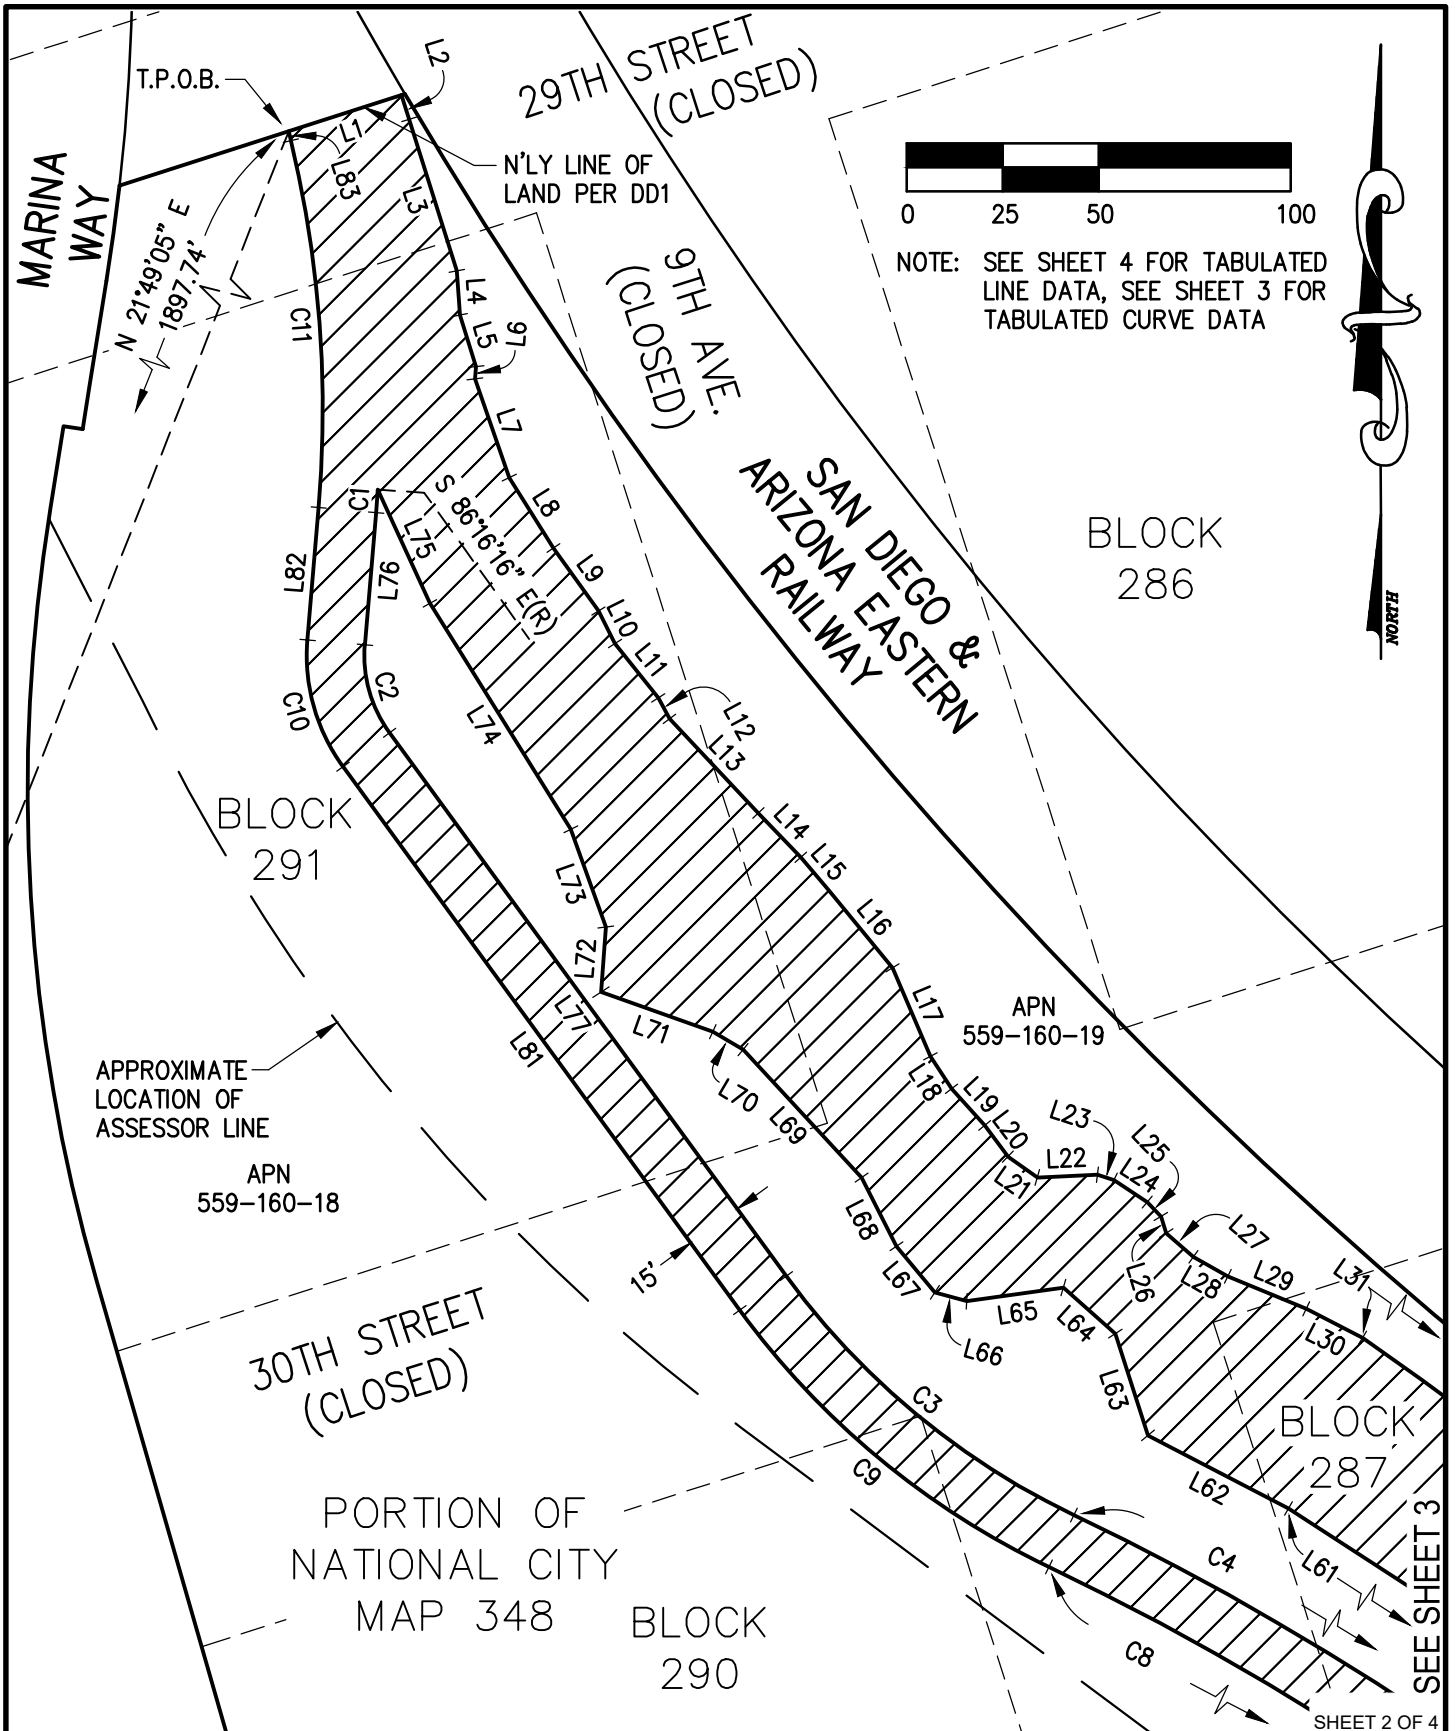 T.P.O.B.
L2
29TH STREET
(CLOSED)
L1
L83
N'LY LINE OF
LAND PER DD1
L3
MARINA
WAY
N 21°49'05" E
1897.74'
0 25 50 100
NOTE: SEE SHEET 4 FOR TABULATED
LINE DATA, SEE SHEET 3 FOR
TABULATED CURVE DATA
9TH AVE.
(CLOSED)
L4
L5
L6
C11
L7
C1
S 86°16'16" E(R)
L8
L75
L76
L82
L9
L10
L11
SAN DIEGO &
ARIZONA EASTERN
RAILWAY
BLOCK
286
NORTH
C10
C2
L74
L12
L13
BLOCK
291
L14
L15
L16
L73
L72
L17
L71
L77
L81
APN
559-160-19
APPROXIMATE
LOCATION OF
ASSESSOR LINE
L70
L69
L18
L19
L20
L21
L22
L23
L24
L25
L26
L27
L28
L29
L30
L31
APN
559-160-18
15'
L68
L67
L66
L65
L64
L63
30TH STREET
(CLOSED)
C3
C9
BLOCK
287
L62
L61
C4
C8
PORTION OF
NATIONAL CITY
MAP 348
BLOCK
290
SEE SHEET 3
SHEET 2 OF 4